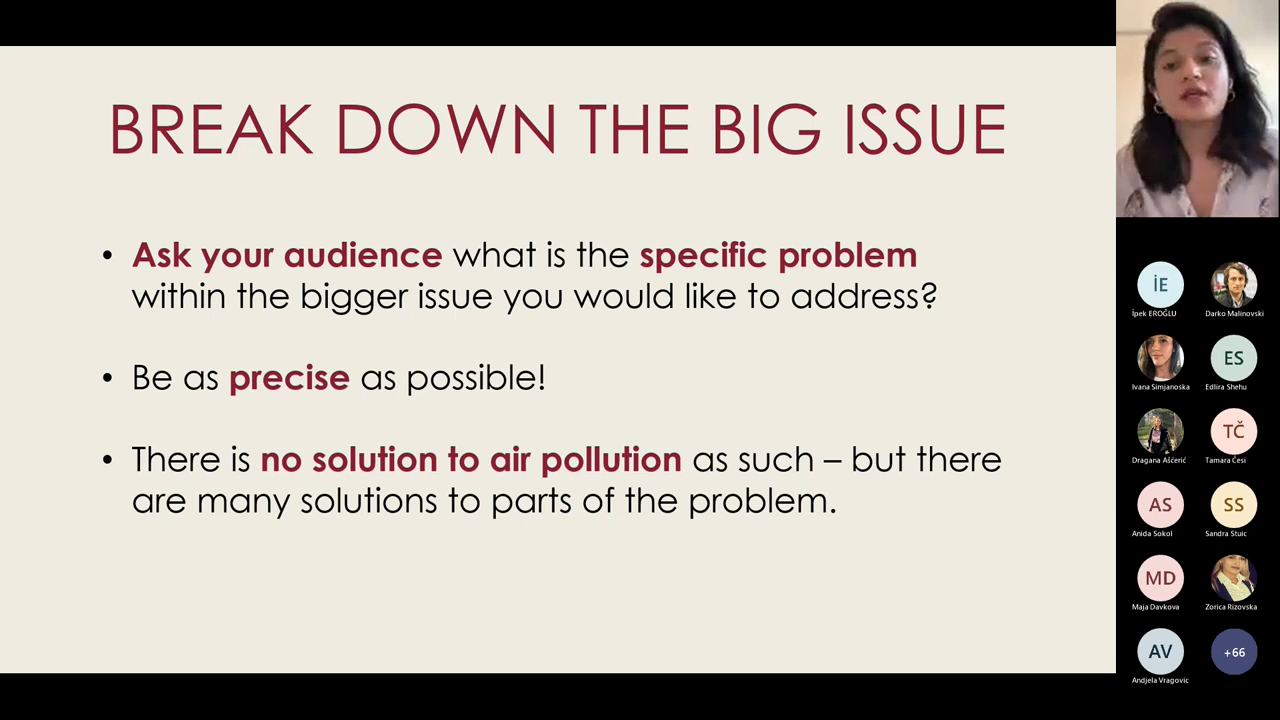 BREAK DOWN THE BIG ISSUE
• Ask your audience what is the specific problem
within the bigger issue you would like to address?
• Be as precise as possible!
• There is no solution to air pollution as such – but there
are many solutions to parts of the problem.
İE
İpek EROĞLU
Darko Malinovski
Ivana Simjanoska
ES
Edlira Shehu
Dragana Aščerić
TČ
Tamara Česi
AS
Anida Sokol
SS
Sandra Stuic
MD
Maja Davkova
Zorica Rizovska
AV
Andjela Vragovic
+66